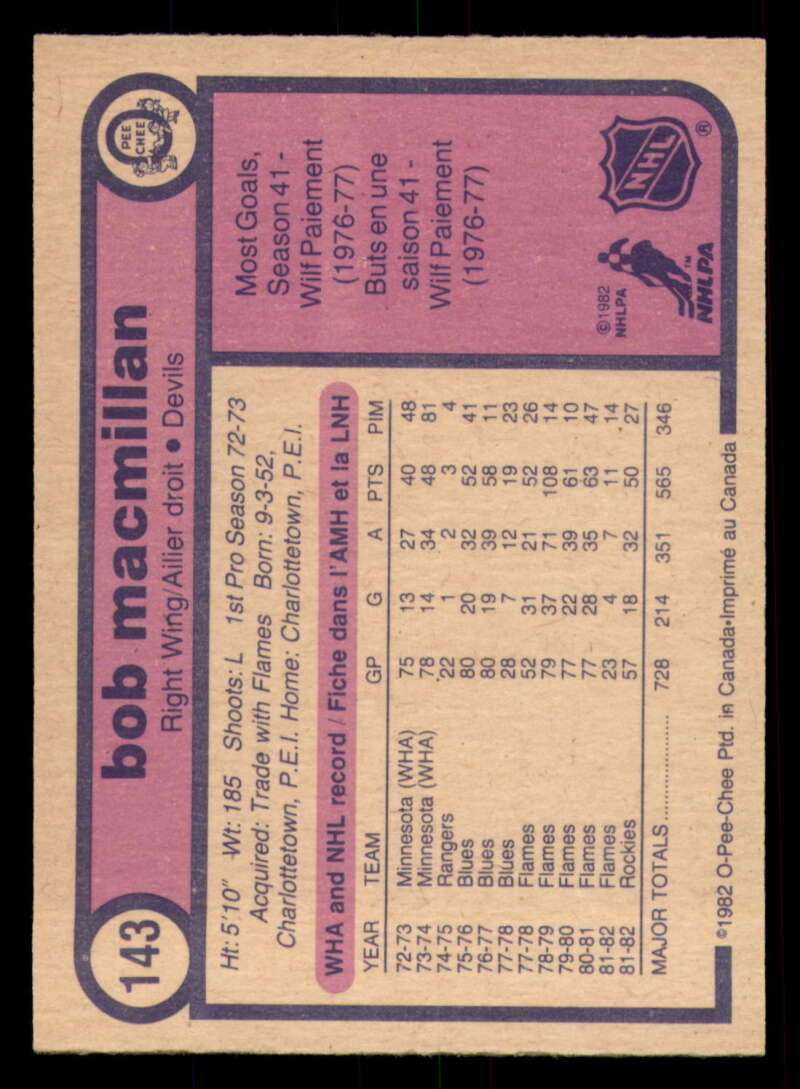 143
bob macmillan
Right Wing/Ailier droit • Devils
O PEE CHEE
Ht: 5'10" Wt: 185 Shoots: L 1st Pro Season 72-73
Acquired: Trade with Flames Born: 9-3-52,
Charlottetown, P.E.I. Home: Charlottetown, P.E.I.
WHA and NHL record / Fiche dans l'AMH et la LNH
YEAR TEAM GP G A PTS PIM
72-73 Minnesota (WHA) 75 13 27 40 48
73-74 Minnesota (WHA) 78 14 34 48 81
74-75 Rangers 22 1 2 3 4
75-76 Blues 80 20 32 52 41
76-77 Blues 80 19 39 58 11
77-78 Blues 28 7 12 19 23
77-78 Flames 52 31 21 52 26
78-79 Flames 79 37 71 108 14
79-80 Flames 77 22 39 61 10
80-81 Flames 77 28 35 63 47
81-82 Flames 23 4 7 11 14
81-82 Rockies 57 18 32 50 27
MAJOR TOTALS .................. 728 214 351 565 346
Most Goals,
Season 41 -
Wilf Paiement
(1976-77)
Buts en une
saison 41 -
Wilf Paiement
(1976-77)
©1982
NHLPA
NHLPA™
NHL ®
©1982 O-Pee-Chee Ptd. in Canada•Imprimé au Canada